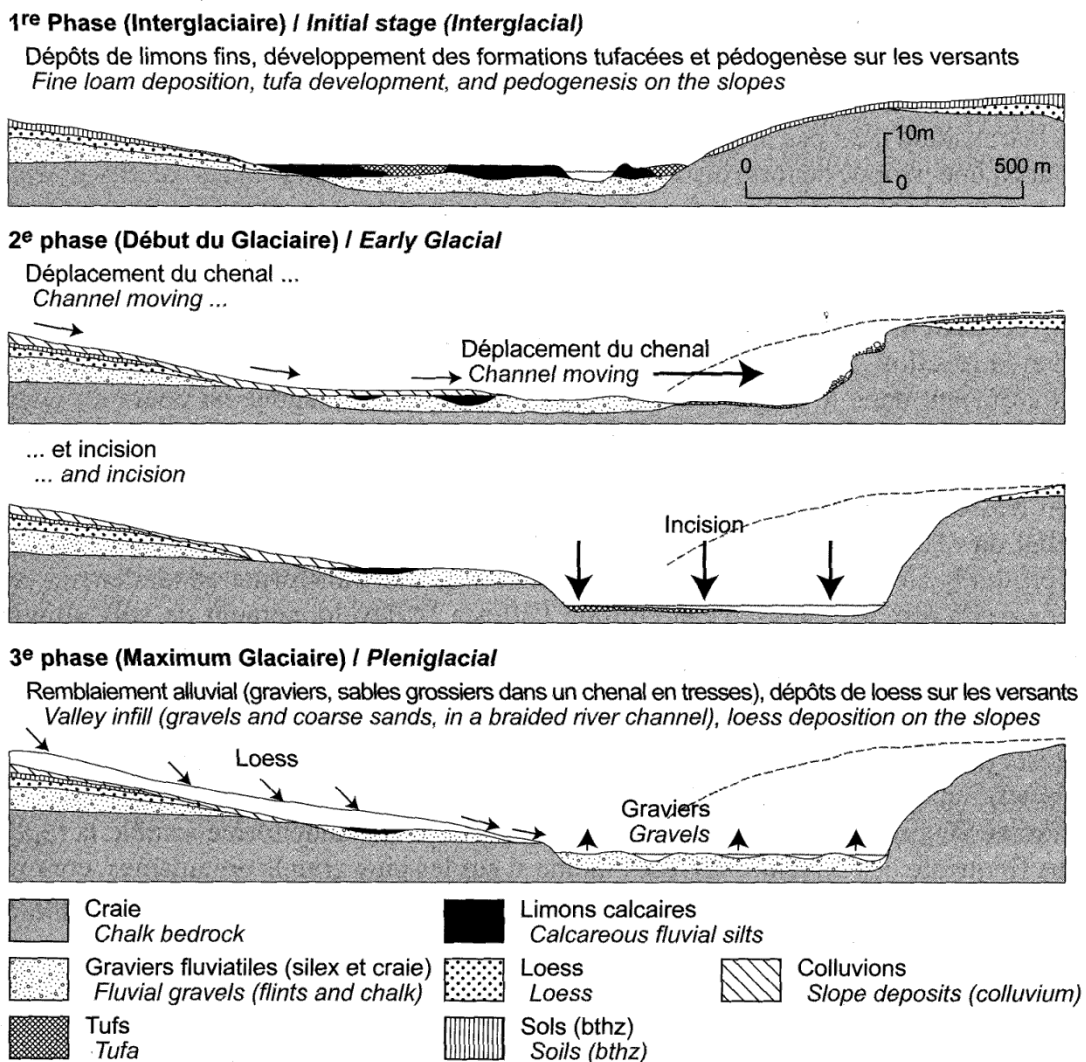 1re Phase (Interglaciaire) / Initial stage (Interglacial)
Dépôts de limons fins, développement des formations tufacées et pédogenèse sur les versants
Fine loam deposition, tufa development, and pedogenesis on the slopes
10m
0
0
500 m
2e phase (Début du Glaciaire) / Early Glacial
Déplacement du chenal ...
Channel moving ...
Déplacement du chenal
Channel moving
... et incision
... and incision
Incision
3e phase (Maximum Glaciaire) / Pleniglacial
Remblaiement alluvial (graviers, sables grossiers dans un chenal en tresses), dépôts de loess sur les versants
Valley infill (gravels and coarse sands, in a braided river channel), loess deposition on the slopes
Loess
Graviers
Gravels
Craie
Chalk bedrock
Limons calcaires
Calcareous fluvial silts
Graviers fluviatiles (silex et craie)
Fluvial gravels (flints and chalk)
Loess
Loess
Colluvions
Slope deposits (colluvium)
Tufs
Tufa
Sols (bthz)
Soils (bthz)